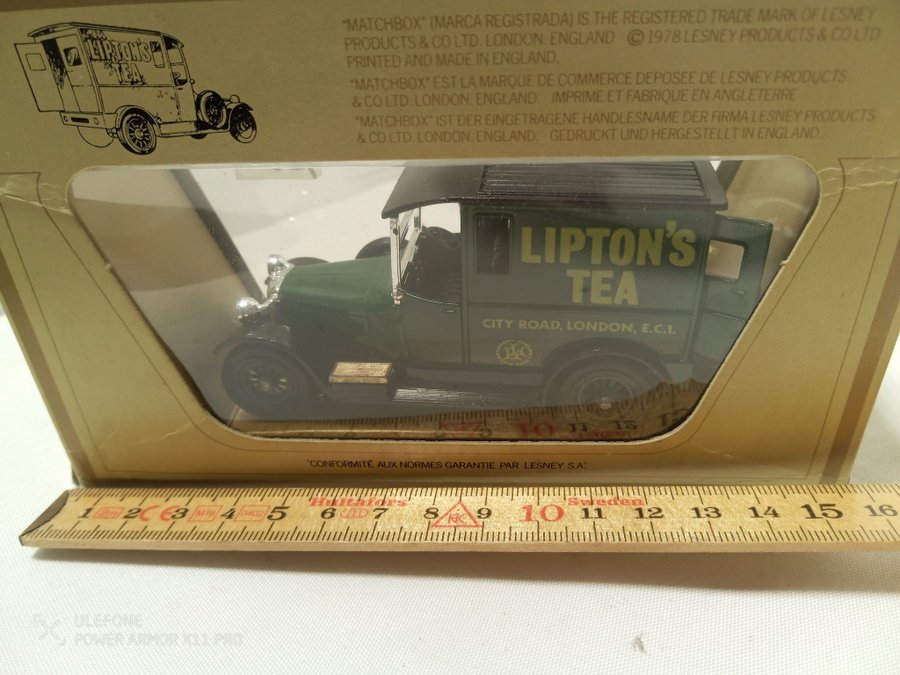 "MATCHBOX" (MARCA REGISTRADA) IS THE REGISTERED TRADE MARK OF LESNEY
PRODUCTS & CO LTD. LONDON. ENGLAND © 1978 LESNEY PRODUCTS & CO LTD
PRINTED AND MADE IN ENGLAND.
"MATCHBOX" EST LA MARQUE DE COMMERCE DEPOSEE DE LESNEY PRODUCTS
& CO LTD. LONDON. ENGLAND. IMPRIME ET FABRIQUE EN ANGLETERRE
"MATCHBOX" IST DER EINGETRAGENE HANDLESNAME DER FIRMA LESNEY PRODUCTS
& CO LTD. LONDON. ENGLAND. GEDRUCKT UND HERGESTELLT IN ENGLAND.
LIPTON'S
TEA
LIPTON'S
TEA
CITY ROAD, LONDON, E.C.1.
"CONFORMITÉ AUX NORMES GARANTIE PAR LESNEY S.A."
Hultafors Sweden
1 2 CE 3 4 5 6 7 8 9 10 11 12 13 14 15 16
ULEFONE
POWER ARMOR X11 PRO